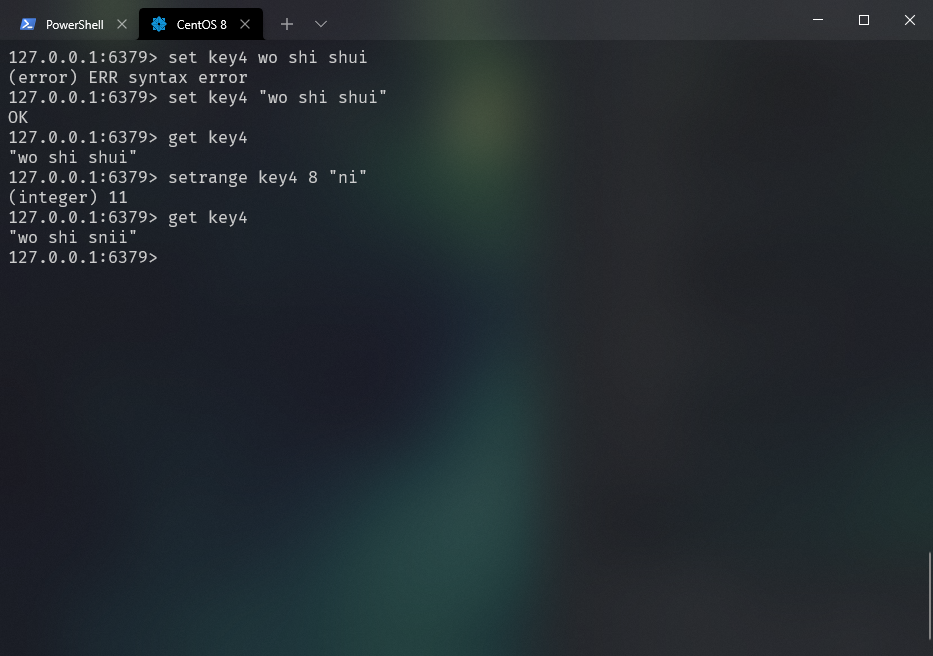 PowerShell
CentOS 8
127.0.0.1:6379> set key4 wo shi shui
(error) ERR syntax error
127.0.0.1:6379> set key4 "wo shi shui"
OK
127.0.0.1:6379> get key4
"wo shi shui"
127.0.0.1:6379> setrange key4 8 "ni"
(integer) 11
127.0.0.1:6379> get key4
"wo shi snii"
127.0.0.1:6379>